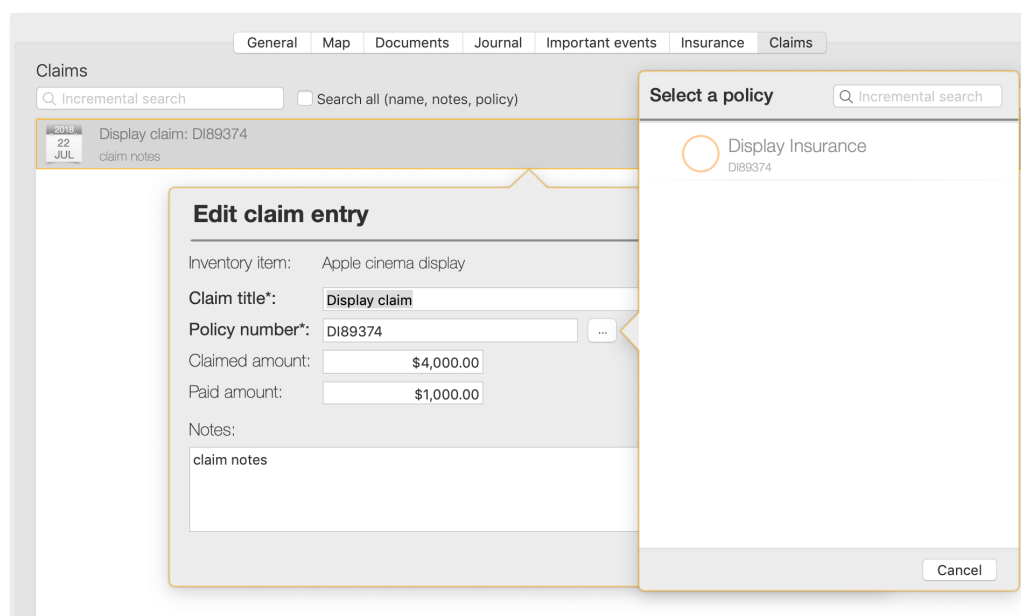 General Map Documents Journal Important events Insurance Claims
Claims
Incremental search
Search all (name, notes, policy)
2018
22
JUL
Display claim: DI89374
claim notes
Edit claim entry
Inventory item: Apple cinema display
Claim title*: Display claim
Policy number*: DI89374 ...
Claimed amount: $4,000.00
Paid amount: $1,000.00
Notes:
claim notes
Select a policy
Incremental search
Display Insurance
DI89374
Cancel